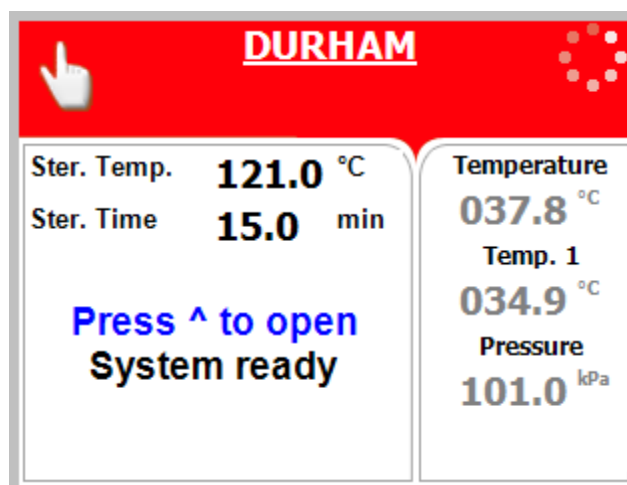 DURHAM
Ster. Temp. 121.0 °C
Ster. Time 15.0 min
Press ^ to open
System ready
Temperature
037.8 °C
Temp. 1
034.9 °C
Pressure
101.0 kPa